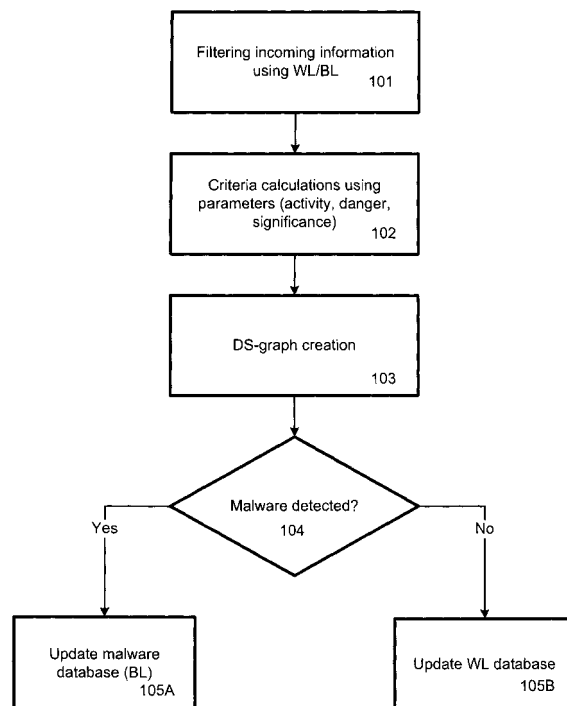 Filtering incoming information
using WL/BL
101
Criteria calculations using
parameters (activity, danger,
significance)
102
DS-graph creation
103
Malware detected?
104
Yes
No
Update malware
database (BL)
105A
Update WL database
105B